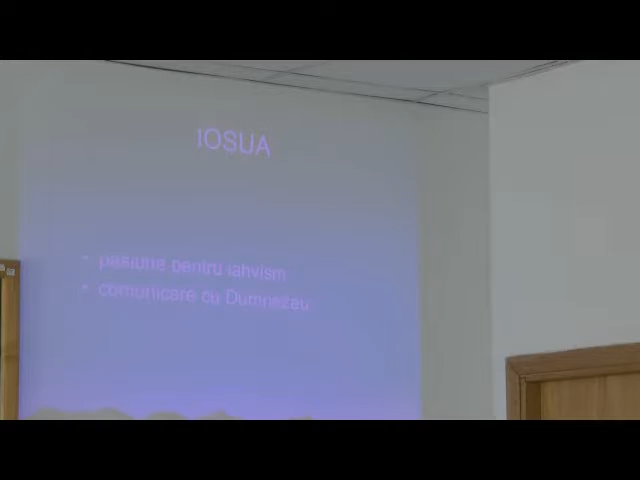 IOSUA
• pasiune pentru iahvism
• comunicare cu Dumnezeu